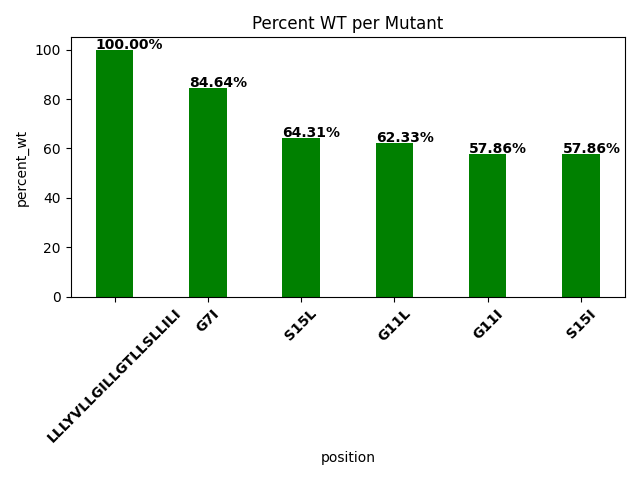 Percent WT per Mutant
percent_wt
100
80
60
40
20
0
100.00%
84.64%
64.31%
62.33%
57.86%
57.86%
LLLYVLLGILLGTLLSLLILI
G7I
S15L
G11L
G11I
S15I
position